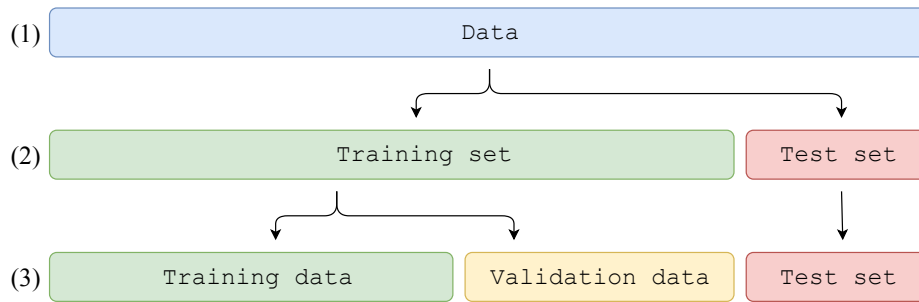 (1) Data
(2) Training set Test set
(3) Training data Validation data Test set